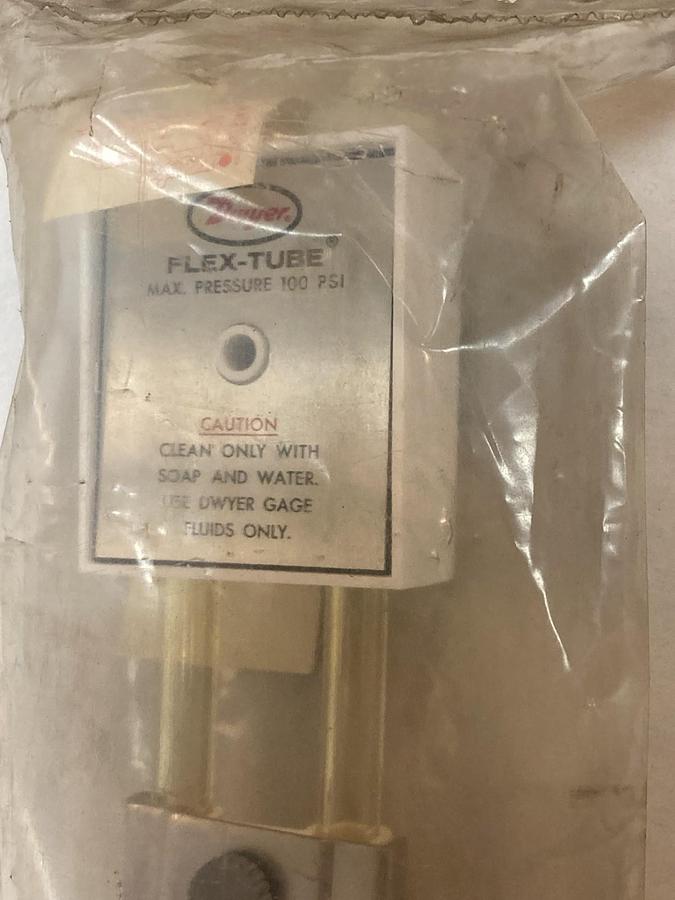 Dwyer.
FLEX-TUBE®
MAX. PRESSURE 100 PSI
CAUTION
CLEAN ONLY WITH
SOAP AND WATER.
USE DWYER GAGE
FLUIDS ONLY.